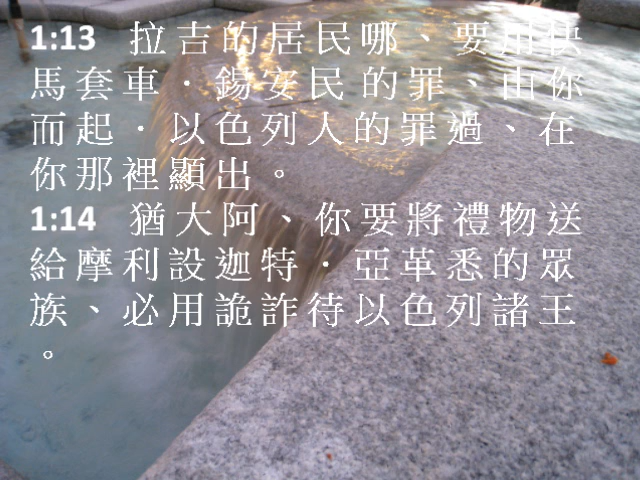 1:13 拉吉的居民哪、要用快
馬套車．錫安民的罪、由你
而起．以色列人的罪過、在
你那裡顯出。
1:14 猶大阿、你要將禮物送
給摩利設迦特．亞革悉的眾
族、必用詭詐待以色列諸王
。